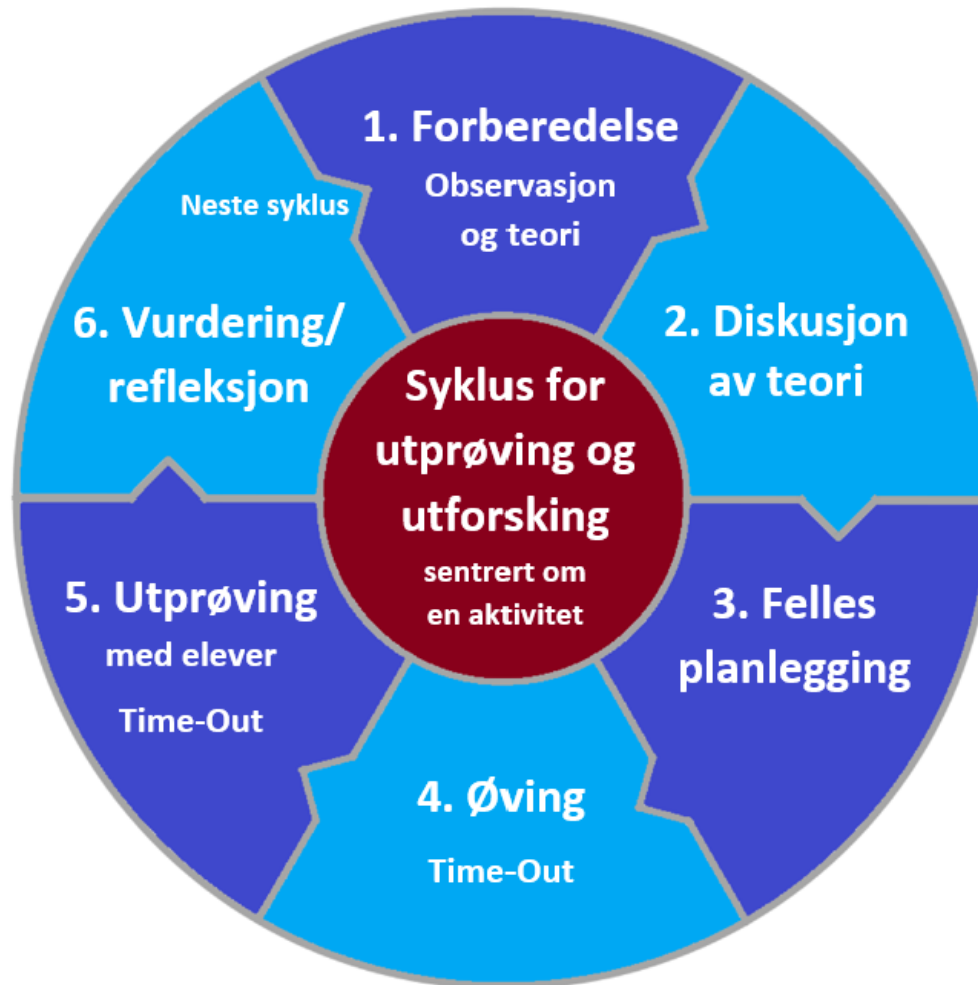 1. Forberedelse
Observasjon
og teori
2. Diskusjon
av teori
3. Felles
planlegging
4. Øving
Time-Out
5. Utprøving
med elever
Time-Out
6. Vurdering/
refleksjon
Neste syklus
Syklus for
utprøving og
utforsking
sentrert om
en aktivitet